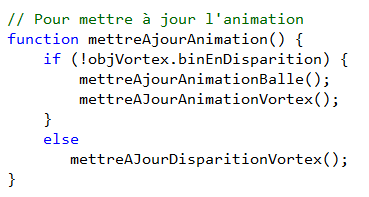 // Pour mettre à jour l'animation
function mettreAjourAnimation() {
if (!objVortex.binEnDisparition) {
mettreAjourAnimationBalle();
mettreAJourAnimationVortex();
}
else
mettreAJourDisparitionVortex();
}